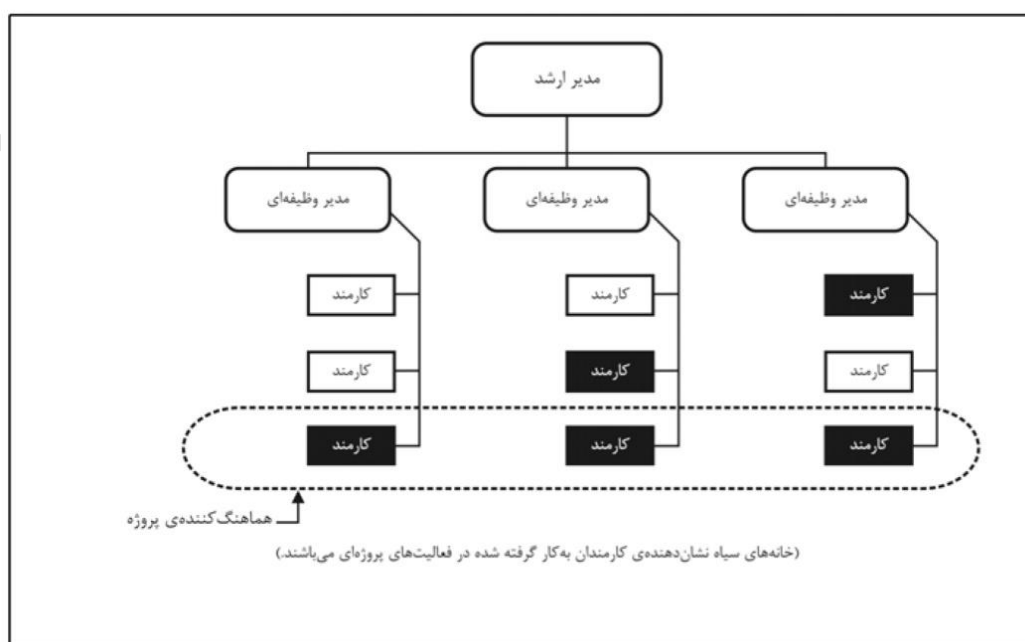 مدیر ارشد
مدیر وظیفه‌ای
مدیر وظیفه‌ای
مدیر وظیفه‌ای
کارمند
کارمند
کارمند
کارمند
کارمند
کارمند
کارمند
کارمند
کارمند
هماهنگ‌کننده‌ی پروژه
(خانه‌های سیاه نشان‌دهنده‌ی کارمندان به‌کار گرفته شده در فعالیت‌های پروژه‌ای می‌باشند.)